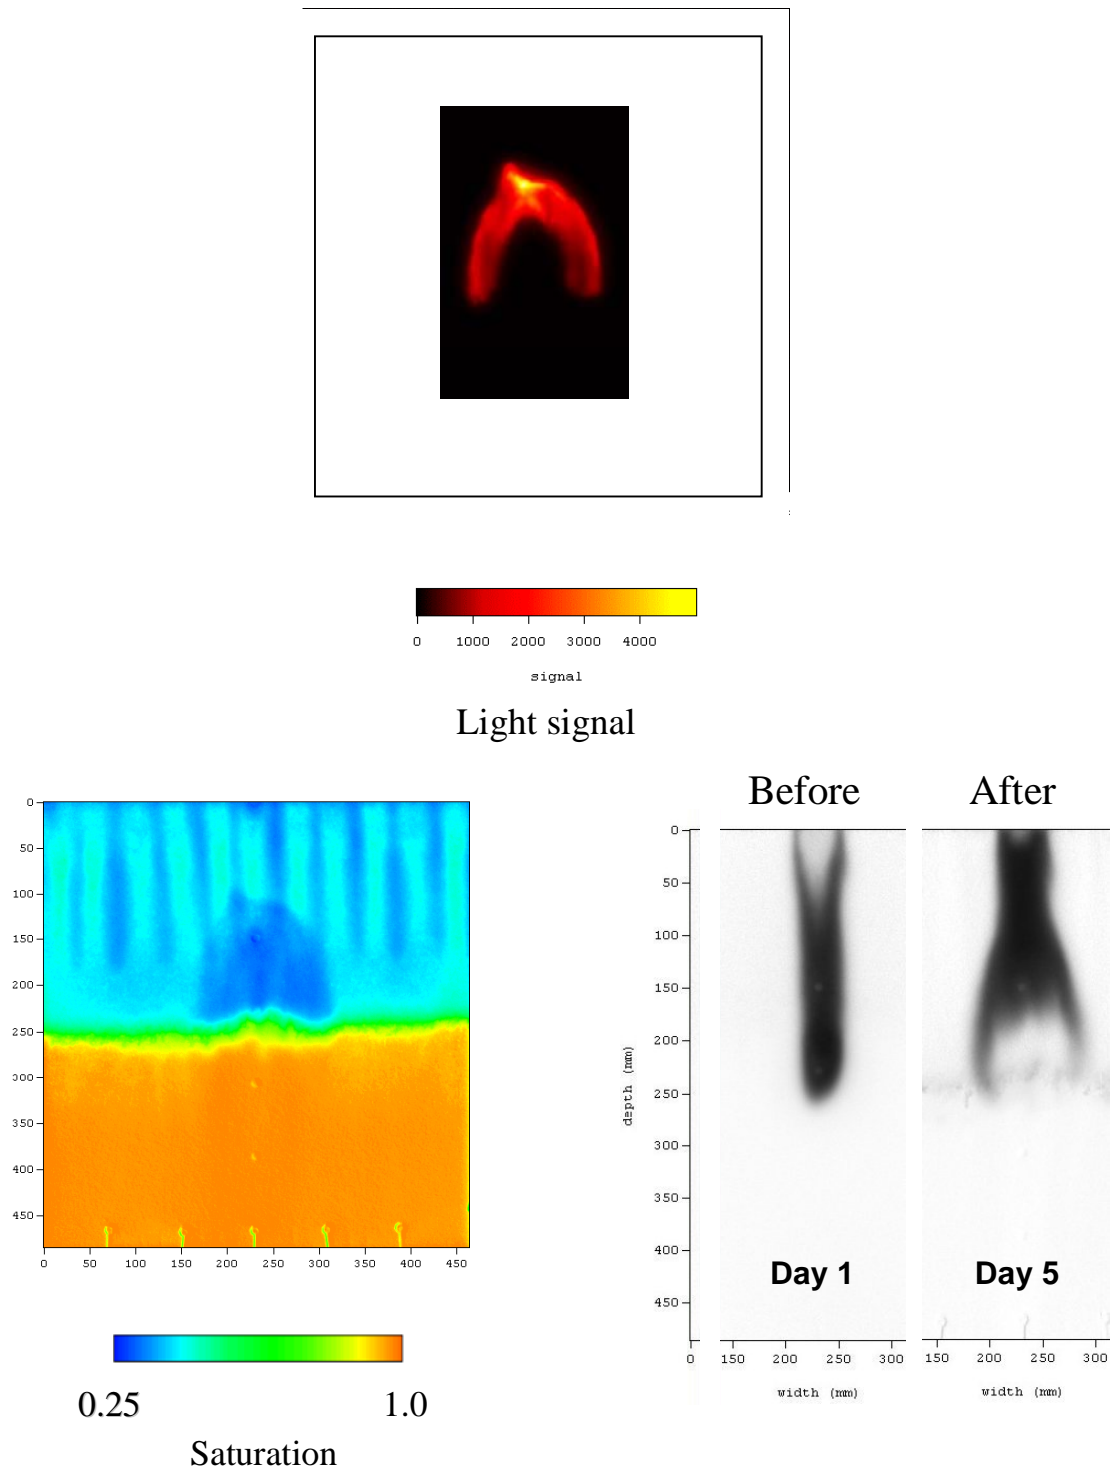 0 1000 2000 3000 4000
signal
Light signal
Before After
0
50
100
150
200
250
300
350
400
450
0 50 100 150 200 250 300 350 400 450
0.25 1.0
Saturation
0
50
100
150
200
250
300
350
400
450
depth (mm)
Day 1 Day 5
0 150 200 250 300 150 200 250 300
width (mm) width (mm)